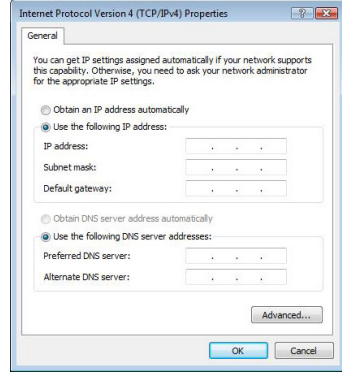 Internet Protocol Version 4 (TCP/IPv4) Properties
General
You can get IP settings assigned automatically if your network supports
this capability. Otherwise, you need to ask your network administrator
for the appropriate IP settings.
Obtain an IP address automatically
Use the following IP address:
IP address:
Subnet mask:
Default gateway:
Obtain DNS server address automatically
Use the following DNS server addresses:
Preferred DNS server:
Alternate DNS server:
Advanced...
OK Cancel